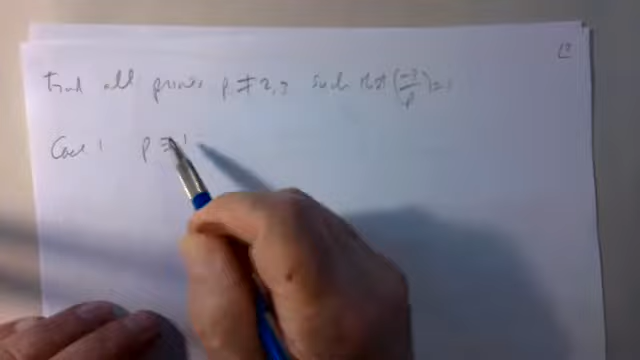 Find all primes p ≠ 2, 3 such that (-3/p) = 1
Case 1 p ≡ 1